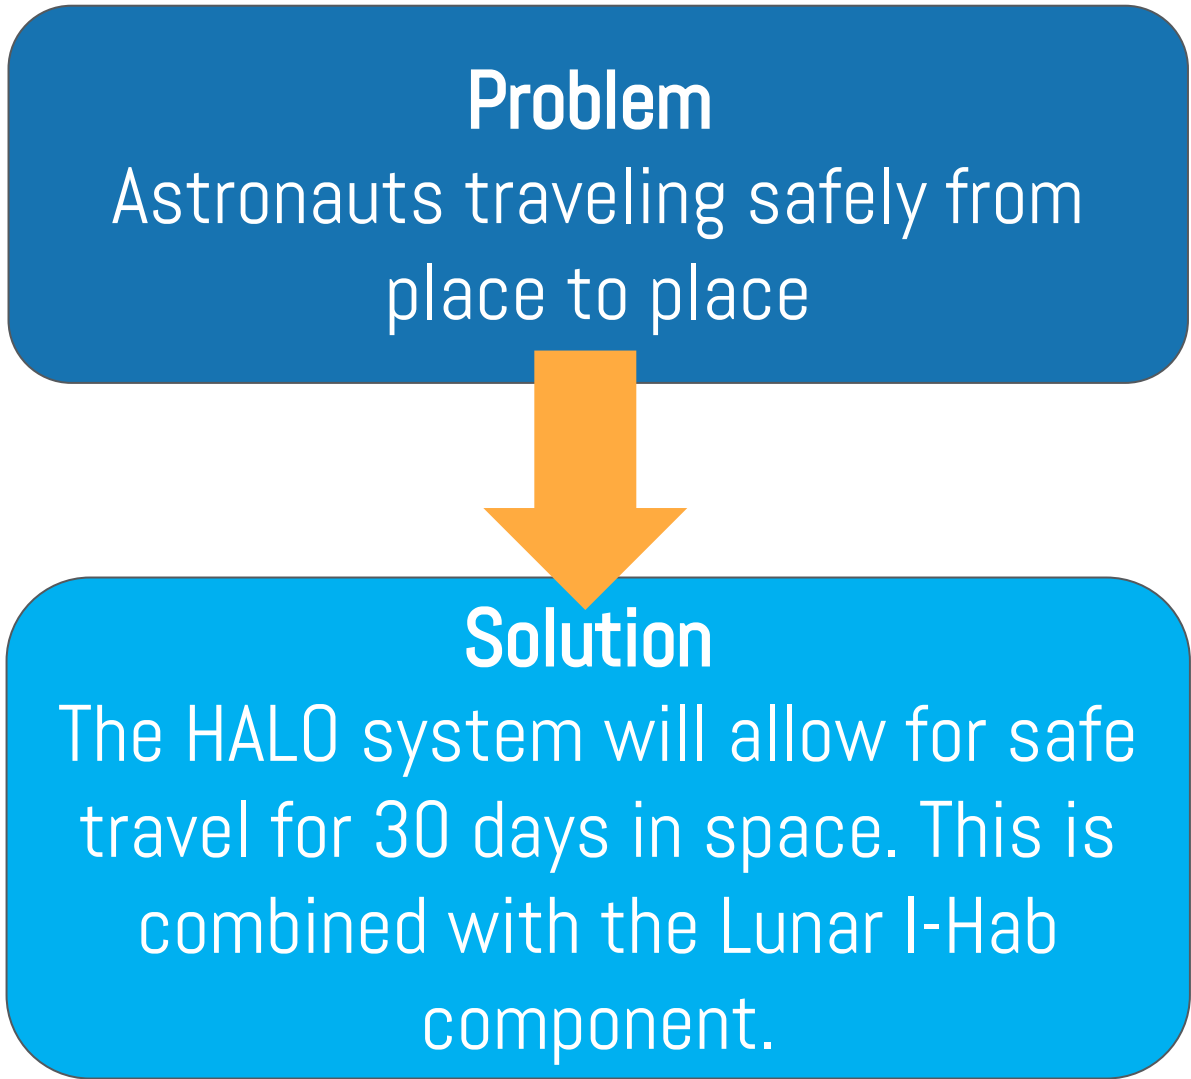 Problem
Astronauts traveling safely from
place to place
Solution
The HALO system will allow for safe
travel for 30 days in space. This is
combined with the Lunar I-Hab
component.